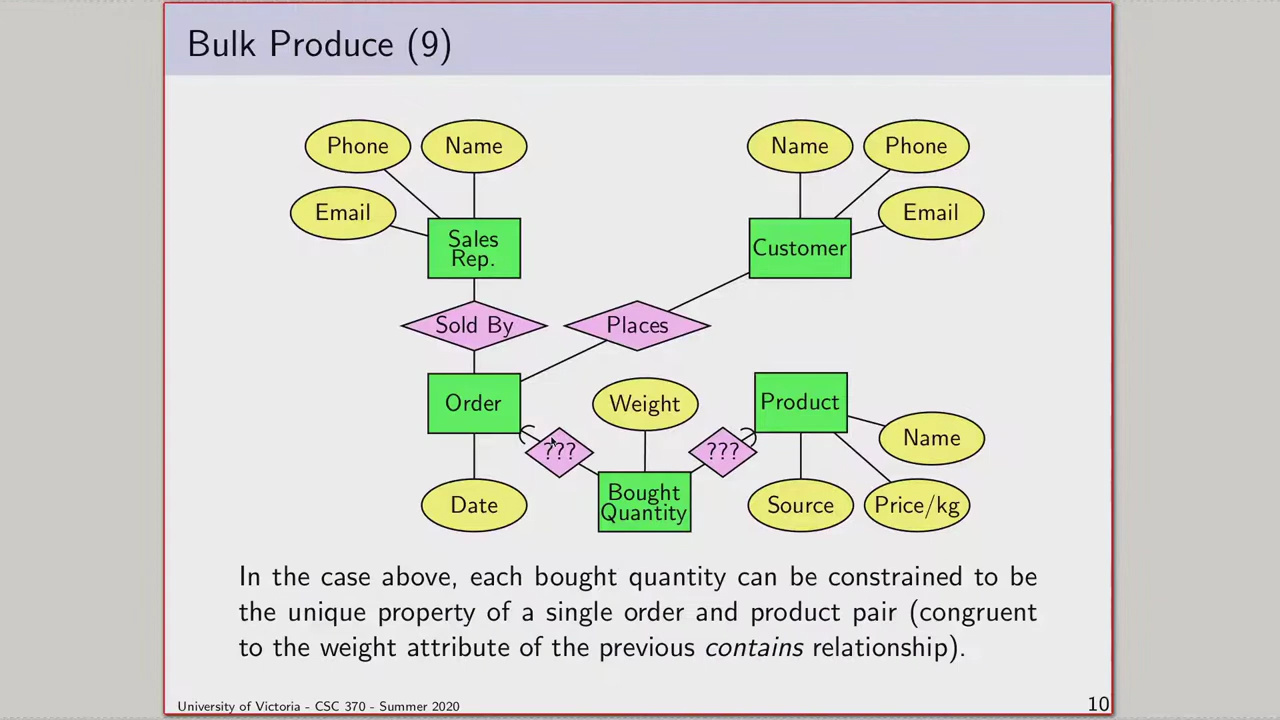 Bulk Produce (9)
Phone
Name
Name
Phone
Email
Email
Sales
Rep.
Customer
Sold By
Places
Order
Weight
Product
Name
???
???
Date
Bought
Quantity
Source
Price/kg
In the case above, each bought quantity can be constrained to be
the unique property of a single order and product pair (congruent
to the weight attribute of the previous contains relationship).
University of Victoria - CSC 370 - Summer 2020
10